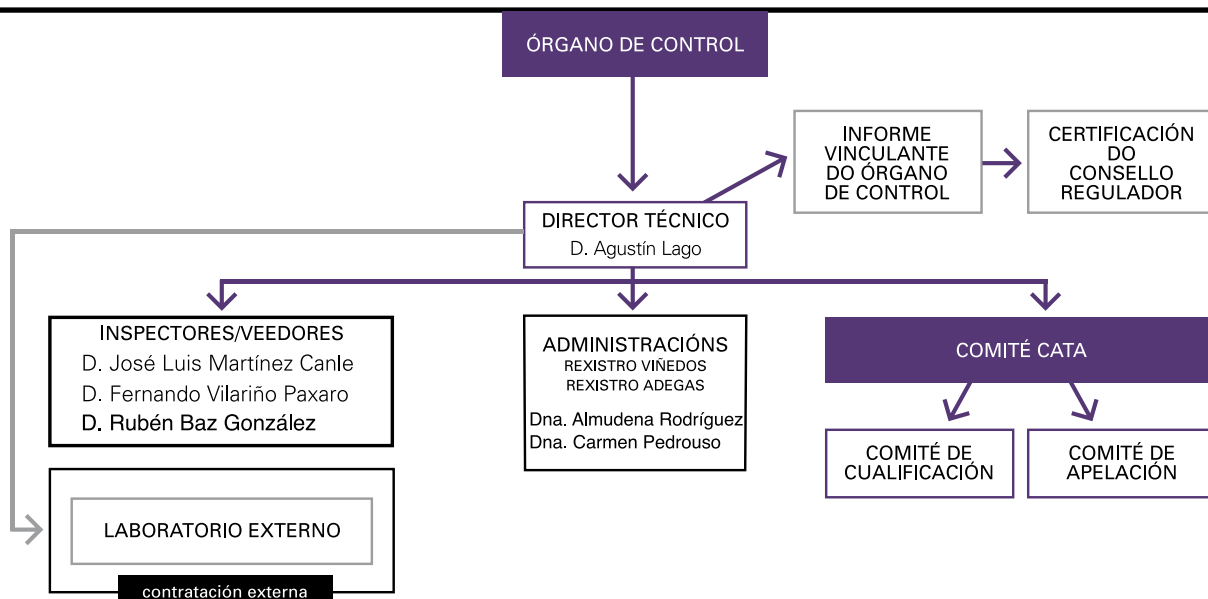 ÓRGANO DE CONTROL
INFORME
VINCULANTE
DO ÓRGANO
DE CONTROL
CERTIFICACIÓN
DO
CONSELLO
REGULADOR
DIRECTOR TÉCNICO
D. Agustín Lago
INSPECTORES/VEEDORES
D. José Luis Martínez Canle
D. Fernando Vilariño Paxaro
D. Rubén Baz González
ADMINISTRACIÓNS
REXISTRO VIÑEDOS
REXISTRO ADEGAS
Dna. Almudena Rodríguez
Dna. Carmen Pedrouso
COMITÉ CATA
COMITÉ DE
CUALIFICACIÓN
COMITÉ DE
APELACIÓN
LABORATORIO EXTERNO
contratación externa